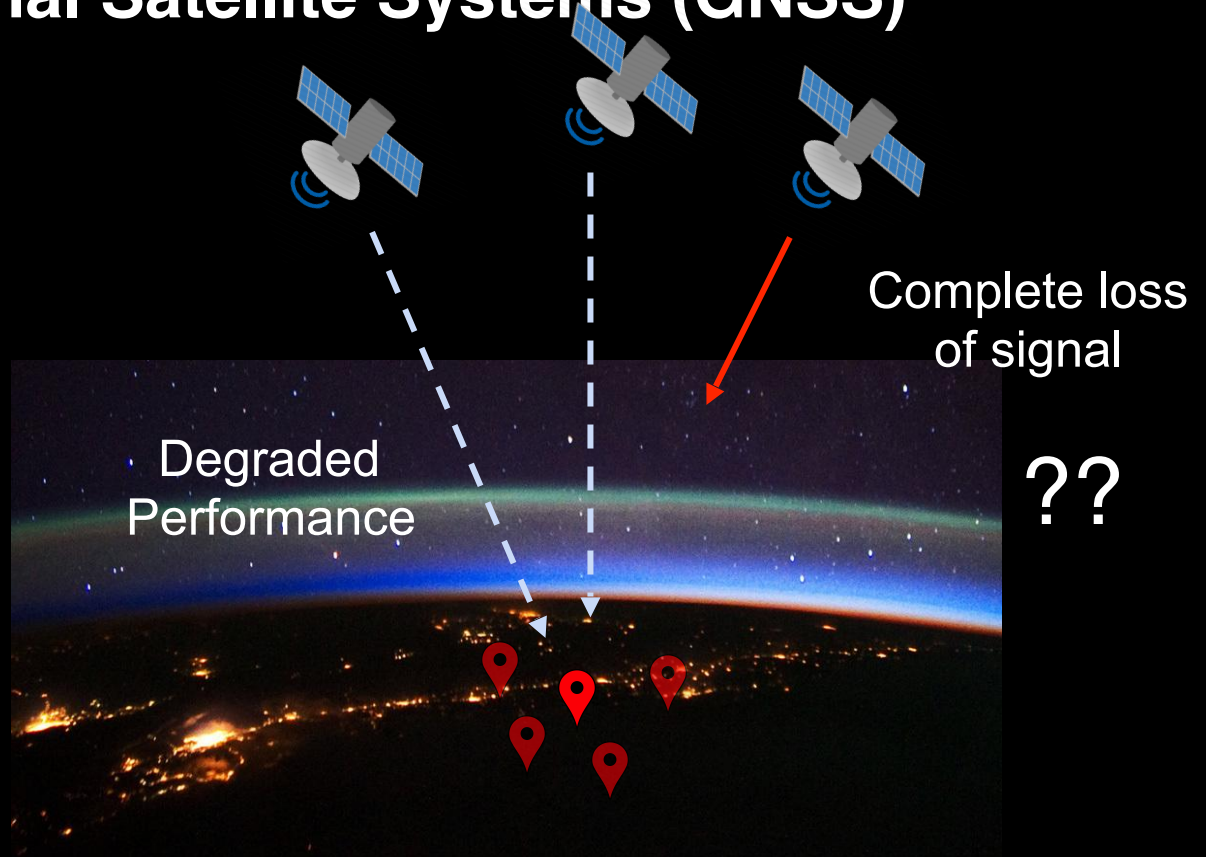 Satellite Systems (GNSS)
Complete loss
of signal
Degraded
Performance
??